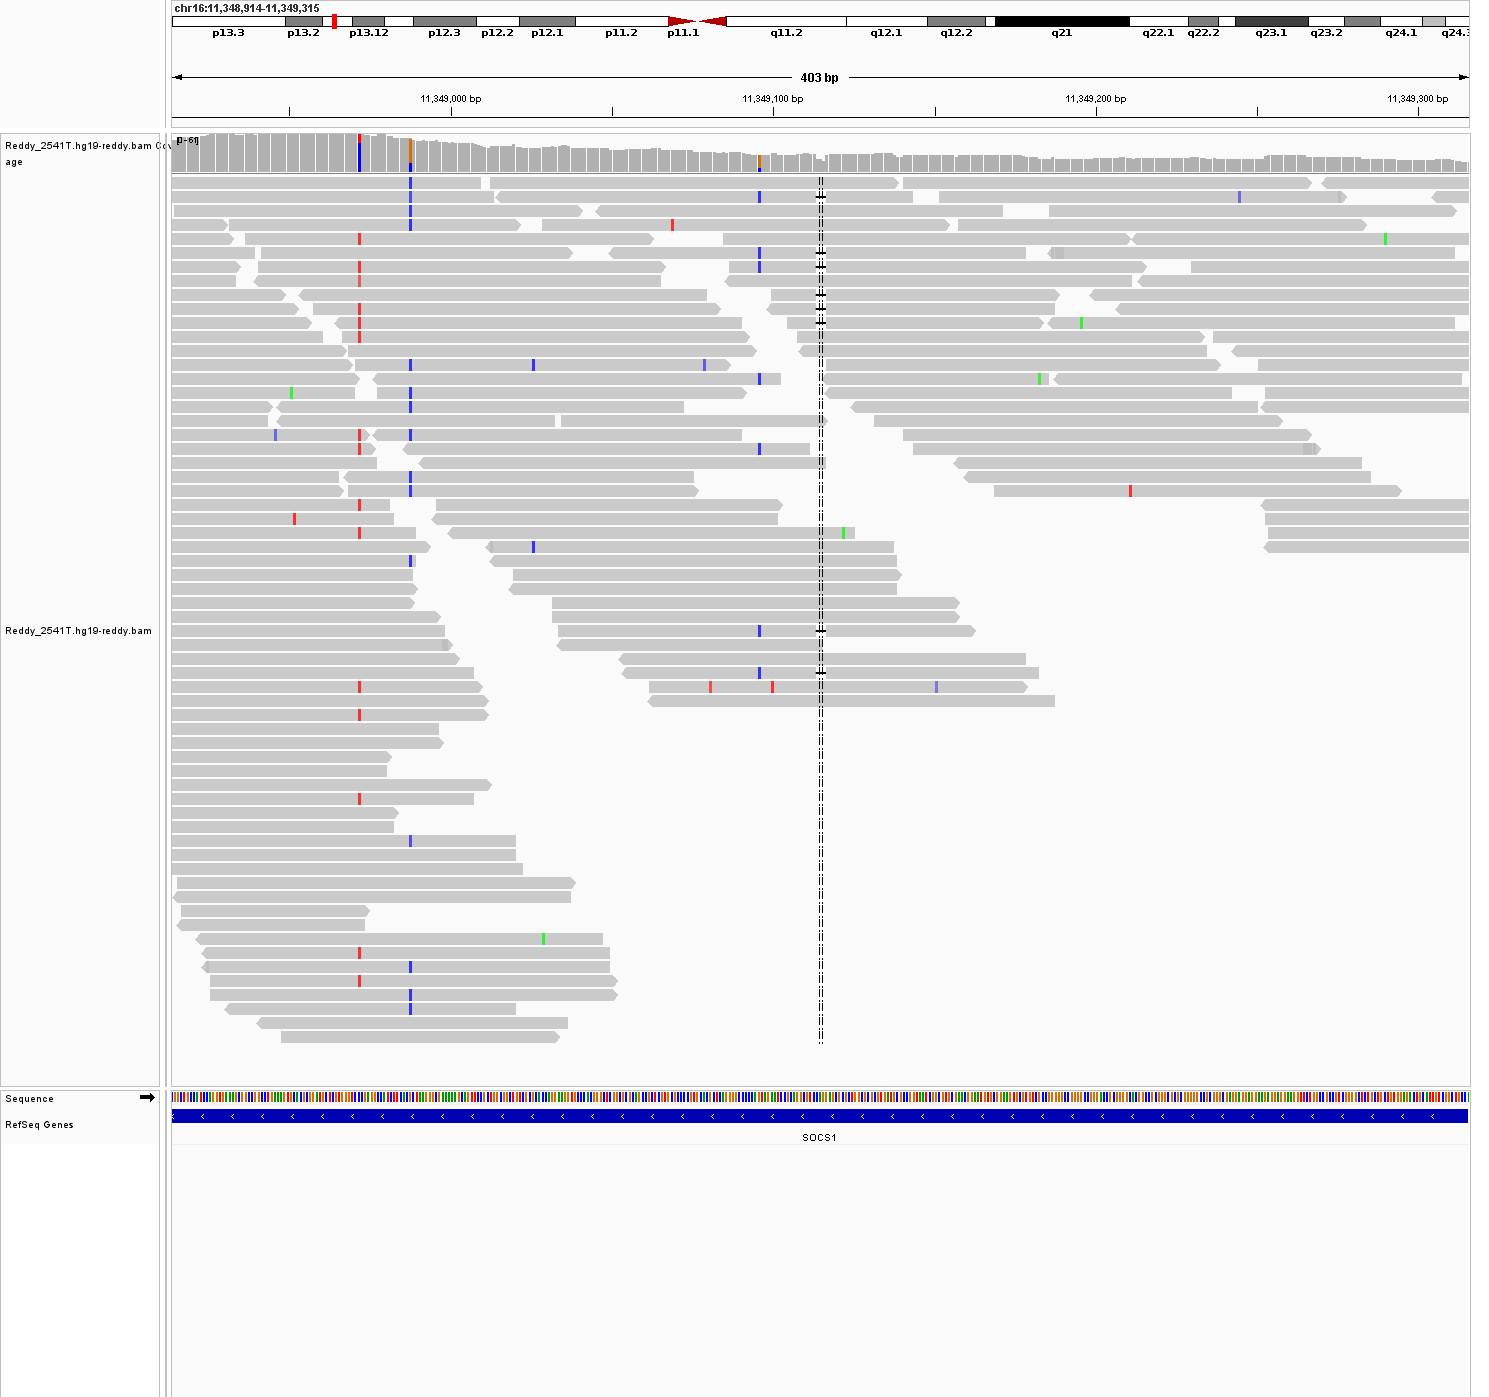 chr16:11,348,914-11,349,315
p13.3 p13.2 p13.12 p12.3 p12.2 p12.1 p11.2 p11.1 q11.2 q12.1 q12.2 q21 q22.1 q22.2 q23.1 q23.2 q24.1 q24.3
403 bp
11,349,000 bp 11,349,100 bp 11,349,200 bp 11,349,300 bp
Reddy_2541T.hg19-reddy.bam Cov
age
[0-61]
Reddy_2541T.hg19-reddy.bam
Sequence
RefSeq Genes
SOCS1